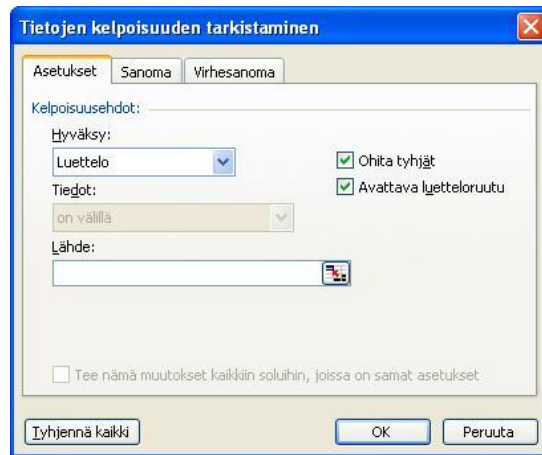 Tietojen kelpoisuuden tarkistaminen
Asetukset Sanoma Virhesanoma
Kelpoisuusehdot:
Hyväksy:
Luettelo
Ohita tyhjät
Tiedot:
Avattava luetteloruutu
on välillä
Lähde:
Tee nämä muutokset kaikkiin soluihin, joissa on samat asetukset
Tyhjennä kaikki OK Peruuta